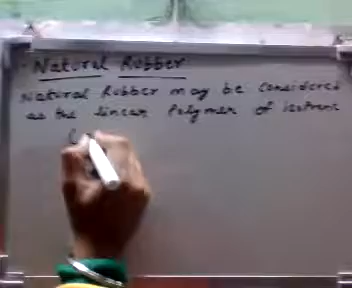 Natural Rubber
Natural Rubber may be Considered
as the linear Polymer of isoprene
(